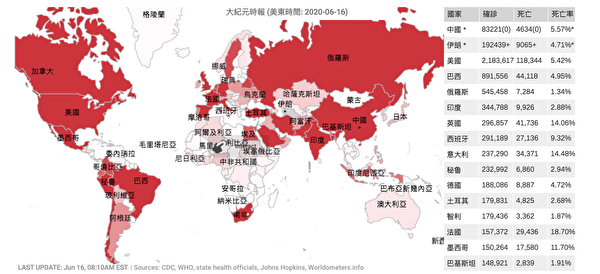 大紀元時報 (美東時間: 2020-06-16)
格陵蘭
俄羅斯
加拿大
挪威
瑞典
烏克蘭
哈薩克斯坦
蒙古
法國
西班牙
土耳其
伊朗
中國
日本
美國
摩洛哥
阿富汗
巴基斯坦
阿爾及利亞
埃及
印度
墨西哥
毛里塔尼亞
馬里
尼日利亞
埃塞俄比亞
中非共和國
委內瑞拉
哥倫比亞
秘魯
巴西
玻利維亞
阿根廷
安哥拉
納米比亞
南非
印度尼西亞
巴布亞新幾內亞
澳大利亞
新西
LAST UPDATE: Jun 16, 08:10AM EST | Sources: CDC, WHO, state health officials, Johns Hopkins, Worldometers.info
國家 確診 死亡 死亡率
中國 * 83221(0) 4634(0) 5.57%*
伊朗 * 192439+ 9065+ 4.71%*
美國 2,183,617 118,344 5.42%
巴西 891,556 44,118 4.95%
俄羅斯 545,458 7,284 1.34%
印度 344,788 9,926 2.88%
英國 296,857 41,736 14.06%
西班牙 291,189 27,136 9.32%
意大利 237,290 34,371 14.48%
秘魯 232,992 6,860 2.94%
德國 188,086 8,887 4.72%
土耳其 179,831 4,825 2.68%
智利 179,436 3,362 1.87%
法國 157,372 29,436 18.70%
墨西哥 150,264 17,580 11.70%
巴基斯坦 148,921 2,839 1.91%